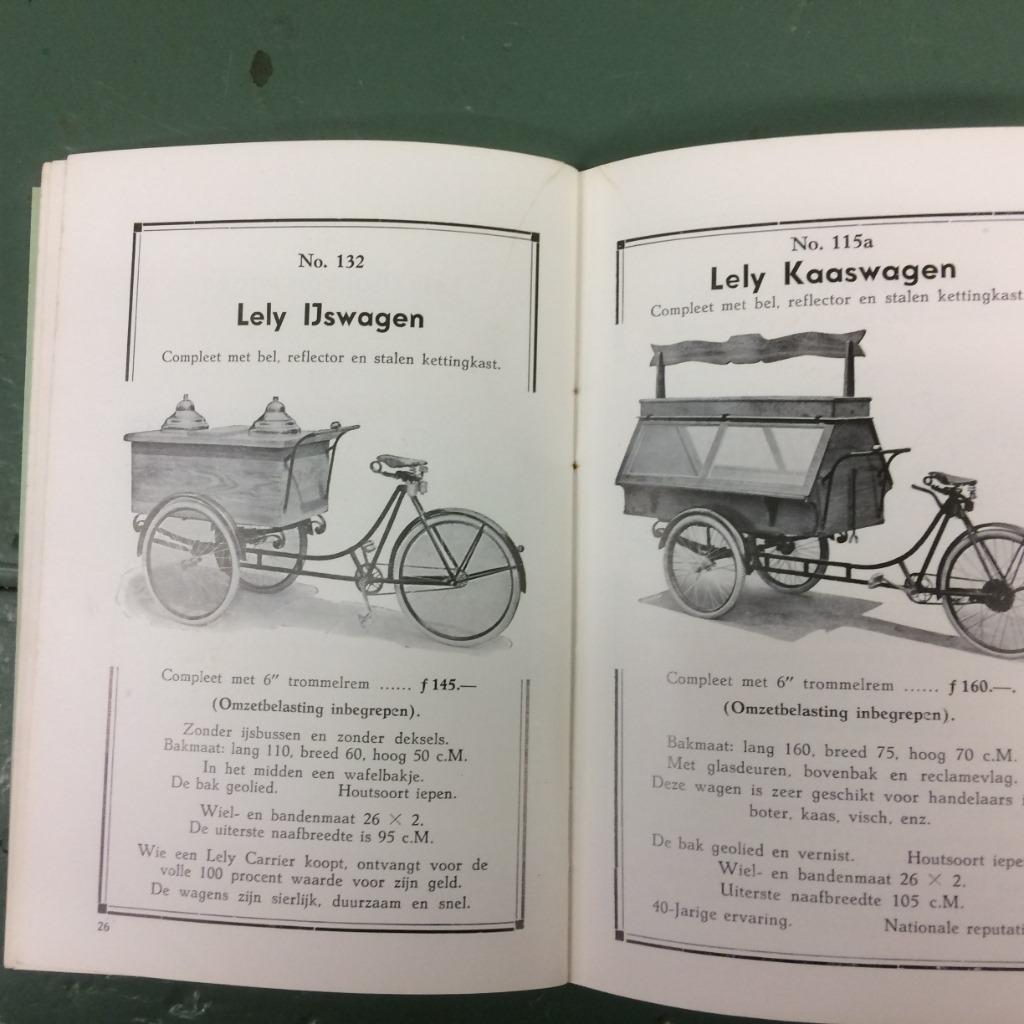 No. 132
Lely IJswagen
Compleet met bel, reflector en stalen kettingkast.
Compleet met 6" trommelrem ...... f 145.—
(Omzetbelasting inbegrepen).
Zonder ijsbussen en zonder deksels.
Bakmaat: lang 110, breed 60, hoog 50 c.M.
In het midden een wafelbakje.
De bak geolied. Houtsoort iepen.
Wiel- en bandenmaat 26 × 2.
De uiterste naafbreedte is 95 c.M.
Wie een Lely Carrier koopt, ontvangt voor de
volle 100 procent waarde voor zijn geld.
De wagens zijn sierlijk, duurzaam en snel.
26
No. 115a
Lely Kaaswagen
Compleet met bel, reflector en stalen kettingkast
Compleet met 6" trommelrem ...... f 160.—.
(Omzetbelasting inbegrepen).
Bakmaat: lang 160, breed 75, hoog 70 c.M.
Met glasdeuren, bovenbak en reclamevlag.
Deze wagen is zeer geschikt voor handelaars
boter, kaas, visch, enz.
De bak geolied en vernist. Houtsoort iepe
Wiel- en bandenmaat 26 × 2.
Uiterste naafbreedte 105 c.M.
40-Jarige ervaring. Nationale reputati